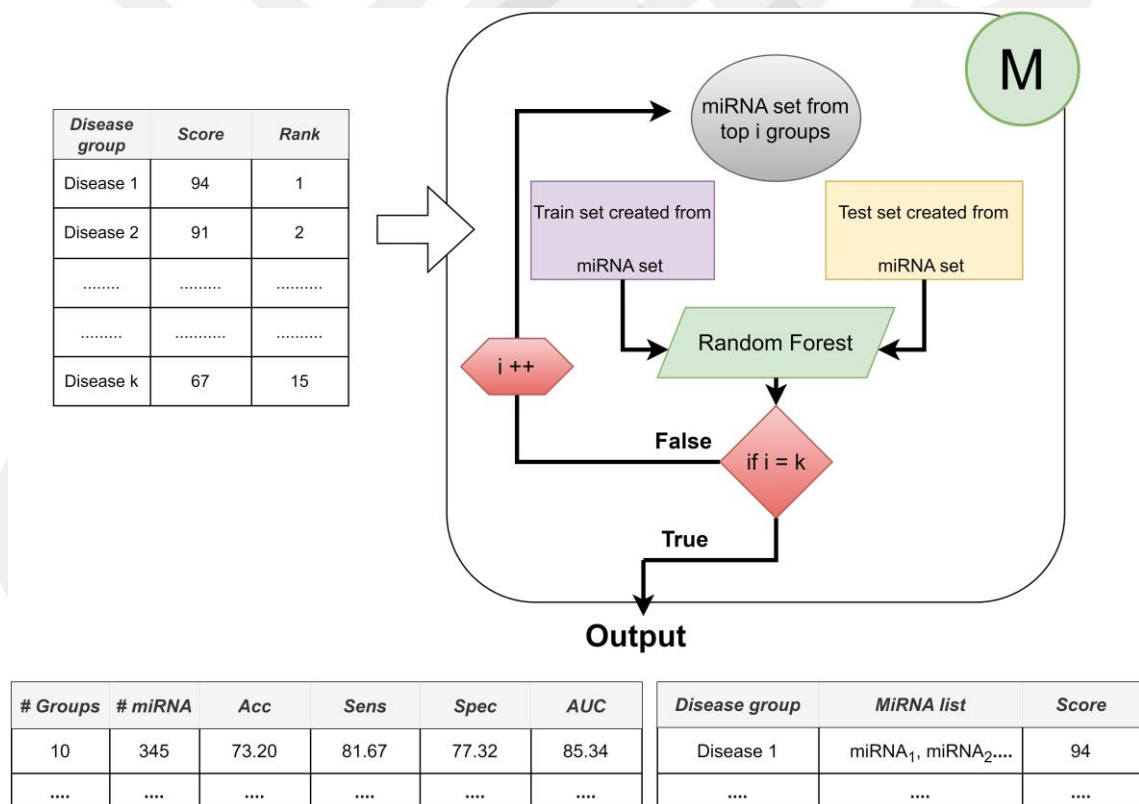 M
miRNA set from
top i groups
Disease
group
Score
Rank
Disease 1
94
1
Disease 2
91
2
........
.........
..........
.........
...........
..........
Disease k
67
15
Train set created from
miRNA set
Test set created from
miRNA set
Random Forest
i ++
False
if i = k
True
Output
# Groups
# miRNA
Acc
Sens
Spec
AUC
10
345
73.20
81.67
77.32
85.34
....
....
....
....
....
....
Disease group
MiRNA list
Score
Disease 1
miRNA1, miRNA2....
94
....
....
....